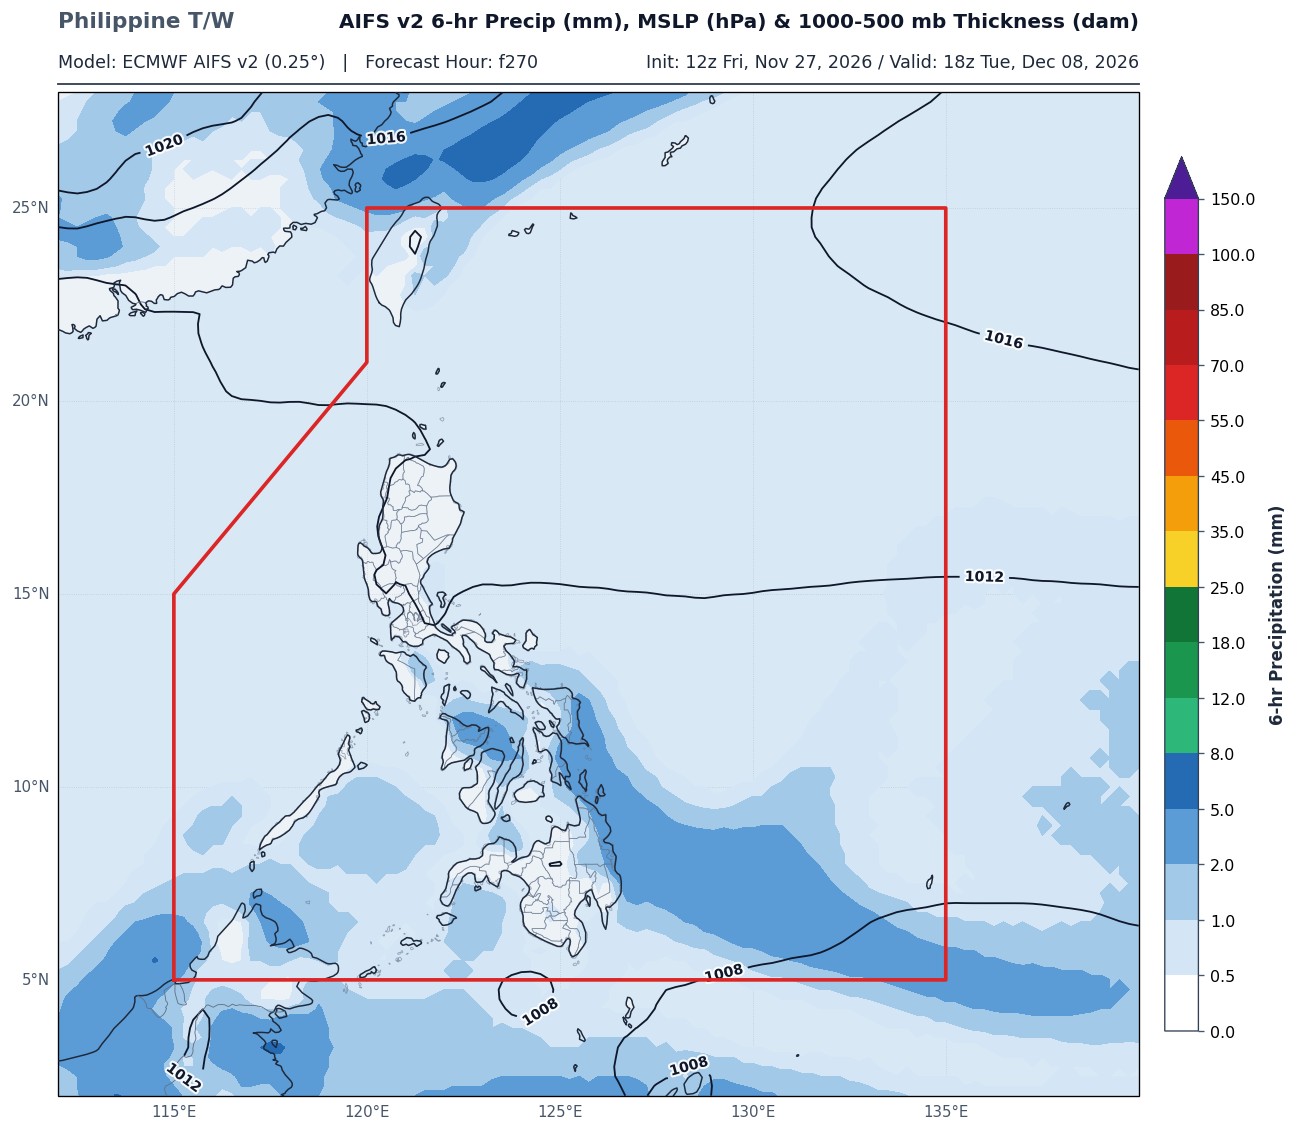 Philippine T/W
AIFS v2 6-hr Precip (mm), MSLP (hPa) & 1000-500 mb Thickness (dam)
Model: ECMWF AIFS v2 (0.25°) | Forecast Hour: f270
Init: 12z Fri, Nov 27, 2026 / Valid: 18z Tue, Dec 08, 2026
1020
1016
1016
1012
1008
1008
1008
1012
25°N
20°N
15°N
10°N
5°N
115°E
120°E
125°E
130°E
135°E
150.0
100.0
85.0
70.0
55.0
45.0
35.0
25.0
18.0
12.0
8.0
5.0
2.0
1.0
0.5
0.0
6-hr Precipitation (mm)